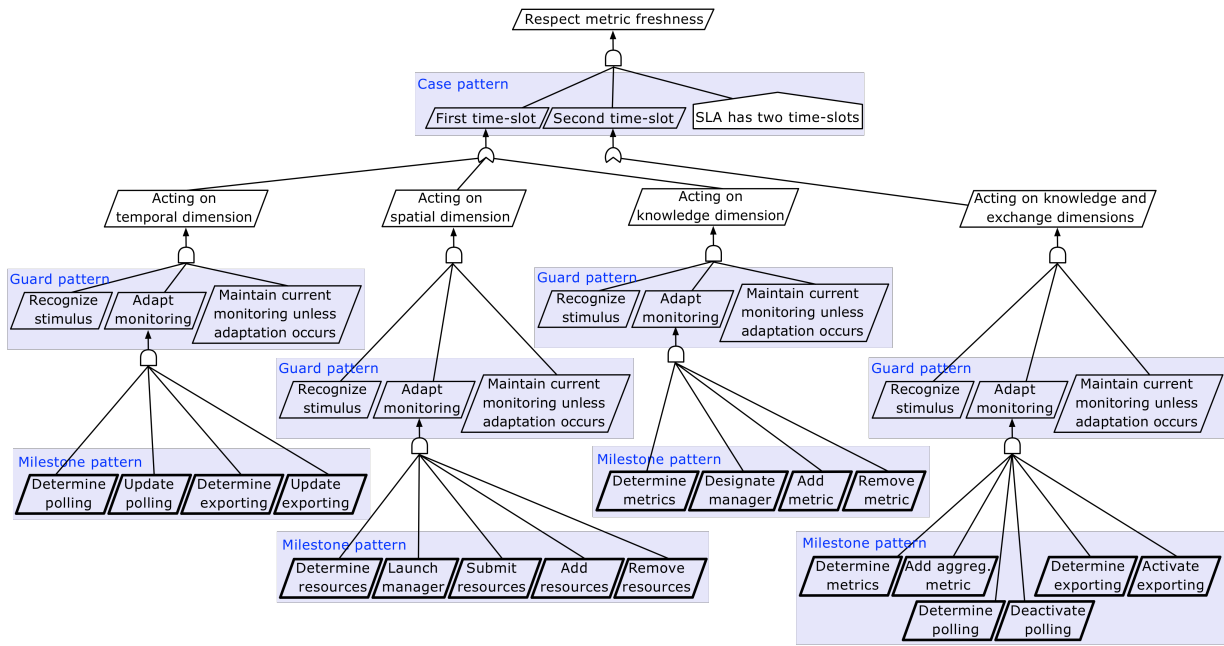 Respect metric freshness
Case pattern
First time-slot
Second time-slot
SLA has two time-slots
Acting on
temporal dimension
Acting on
spatial dimension
Acting on
knowledge dimension
Acting on knowledge and
exchange dimensions
Guard pattern
Recognize
stimulus
Adapt
monitoring
Maintain current
monitoring unless
adaptation occurs
Guard pattern
Recognize
stimulus
Adapt
monitoring
Maintain current
monitoring unless
adaptation occurs
Guard pattern
Recognize
stimulus
Adapt
monitoring
Maintain current
monitoring unless
adaptation occurs
Guard pattern
Recognize
stimulus
Adapt
monitoring
Maintain current
monitoring unless
adaptation occurs
Milestone pattern
Determine
polling
Update
polling
Determine
exporting
Update
exporting
Milestone pattern
Determine
resources
Launch
manager
Submit
resources
Add
resources
Remove
resources
Milestone pattern
Determine
metrics
Designate
manager
Add
metric
Remove
metric
Milestone pattern
Determine
metrics
Add aggreg.
metric
Determine
exporting
Activate
exporting
Determine
polling
Deactivate
polling